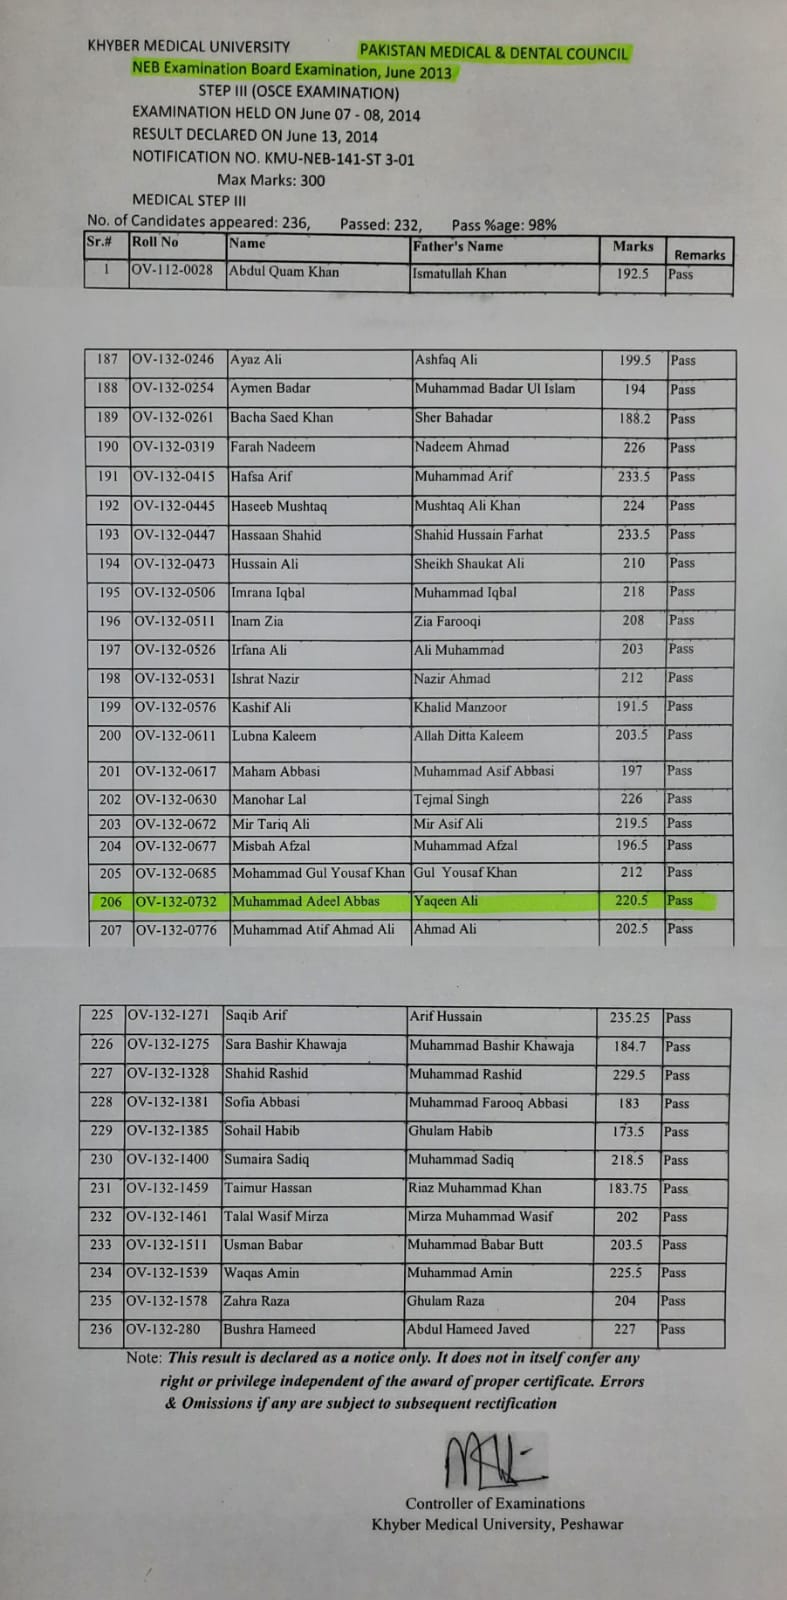 KHYBER MEDICAL UNIVERSITY PAKISTAN MEDICAL & DENTAL COUNCIL
NEB Examination Board Examination, June 2013
STEP III (OSCE EXAMINATION)
EXAMINATION HELD ON June 07 - 08, 2014
RESULT DECLARED ON June 13, 2014
NOTIFICATION NO. KMU-NEB-141-ST 3-01
Max Marks: 300
MEDICAL STEP III
No. of Candidates appeared: 236, Passed: 232, Pass %age: 98%
Sr.# Roll No Name Father's Name Marks Remarks
1 OV-112-0028 Abdul Quam Khan Ismatullah Khan 192.5 Pass
187 OV-132-0246 Ayaz Ali Ashfaq Ali 199.5 Pass
188 OV-132-0254 Aymen Badar Muhammad Badar Ul Islam 194 Pass
189 OV-132-0261 Bacha Saed Khan Sher Bahadar 188.2 Pass
190 OV-132-0319 Farah Nadeem Nadeem Ahmad 226 Pass
191 OV-132-0415 Hafsa Arif Muhammad Arif 233.5 Pass
192 OV-132-0445 Haseeb Mushtaq Mushtaq Ali Khan 224 Pass
193 OV-132-0447 Hassaan Shahid Shahid Hussain Farhat 233.5 Pass
194 OV-132-0473 Hussain Ali Sheikh Shaukat Ali 210 Pass
195 OV-132-0506 Imrana Iqbal Muhammad Iqbal 218 Pass
196 OV-132-0511 Inam Zia Zia Farooqi 208 Pass
197 OV-132-0526 Irfana Ali Ali Muhammad 203 Pass
198 OV-132-0531 Ishrat Nazir Nazir Ahmad 212 Pass
199 OV-132-0576 Kashif Ali Khalid Manzoor 191.5 Pass
200 OV-132-0611 Lubna Kaleem Allah Ditta Kaleem 203.5 Pass
201 OV-132-0617 Maham Abbasi Muhammad Asif Abbasi 197 Pass
202 OV-132-0630 Manohar Lal Tejmal Singh 226 Pass
203 OV-132-0672 Mir Tariq Ali Mir Asif Ali 219.5 Pass
204 OV-132-0677 Misbah Afzal Muhammad Afzal 196.5 Pass
205 OV-132-0685 Mohammad Gul Yousaf Khan Gul Yousaf Khan 212 Pass
206 OV-132-0732 Muhammad Adeel Abbas Yaqeen Ali 220.5 Pass
207 OV-132-0776 Muhammad Atif Ahmad Ali Ahmad Ali 202.5 Pass
225 OV-132-1271 Saqib Arif Arif Hussain 235.25 Pass
226 OV-132-1275 Sara Bashir Khawaja Muhammad Bashir Khawaja 184.7 Pass
227 OV-132-1328 Shahid Rashid Muhammad Rashid 229.5 Pass
228 OV-132-1381 Sofia Abbasi Muhammad Farooq Abbasi 183 Pass
229 OV-132-1385 Sohail Habib Ghulam Habib 173.5 Pass
230 OV-132-1400 Sumaira Sadiq Muhammad Sadiq 218.5 Pass
231 OV-132-1459 Taimur Hassan Riaz Muhammad Khan 183.75 Pass
232 OV-132-1461 Talal Wasif Mirza Mirza Muhammad Wasif 202 Pass
233 OV-132-1511 Usman Babar Muhammad Babar Butt 203.5 Pass
234 OV-132-1539 Waqas Amin Muhammad Amin 225.5 Pass
235 OV-132-1578 Zahra Raza Ghulam Raza 204 Pass
236 OV-132-280 Bushra Hameed Abdul Hameed Javed 227 Pass
Note: This result is declared as a notice only. It does not in itself confer any
right or privilege independent of the award of proper certificate. Errors
& Omissions if any are subject to subsequent rectification
Controller of Examinations
Khyber Medical University, Peshawar